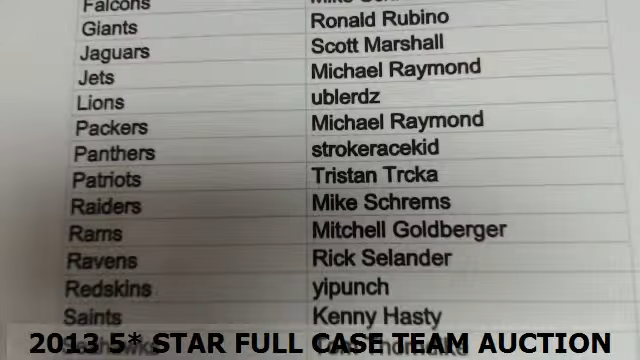 Falcons Mike
Giants Ronald Rubino
Jaguars Scott Marshall
Jets Michael Raymond
Lions ublerdz
Packers Michael Raymond
Panthers strokeracekid
Patriots Tristan Trcka
Raiders Mike Schrems
Rams Mitchell Goldberger
Ravens Rick Selander
Redskins yipunch
Saints Kenny Hasty
2013 5* STAR FULL CASE TEAM AUCTION